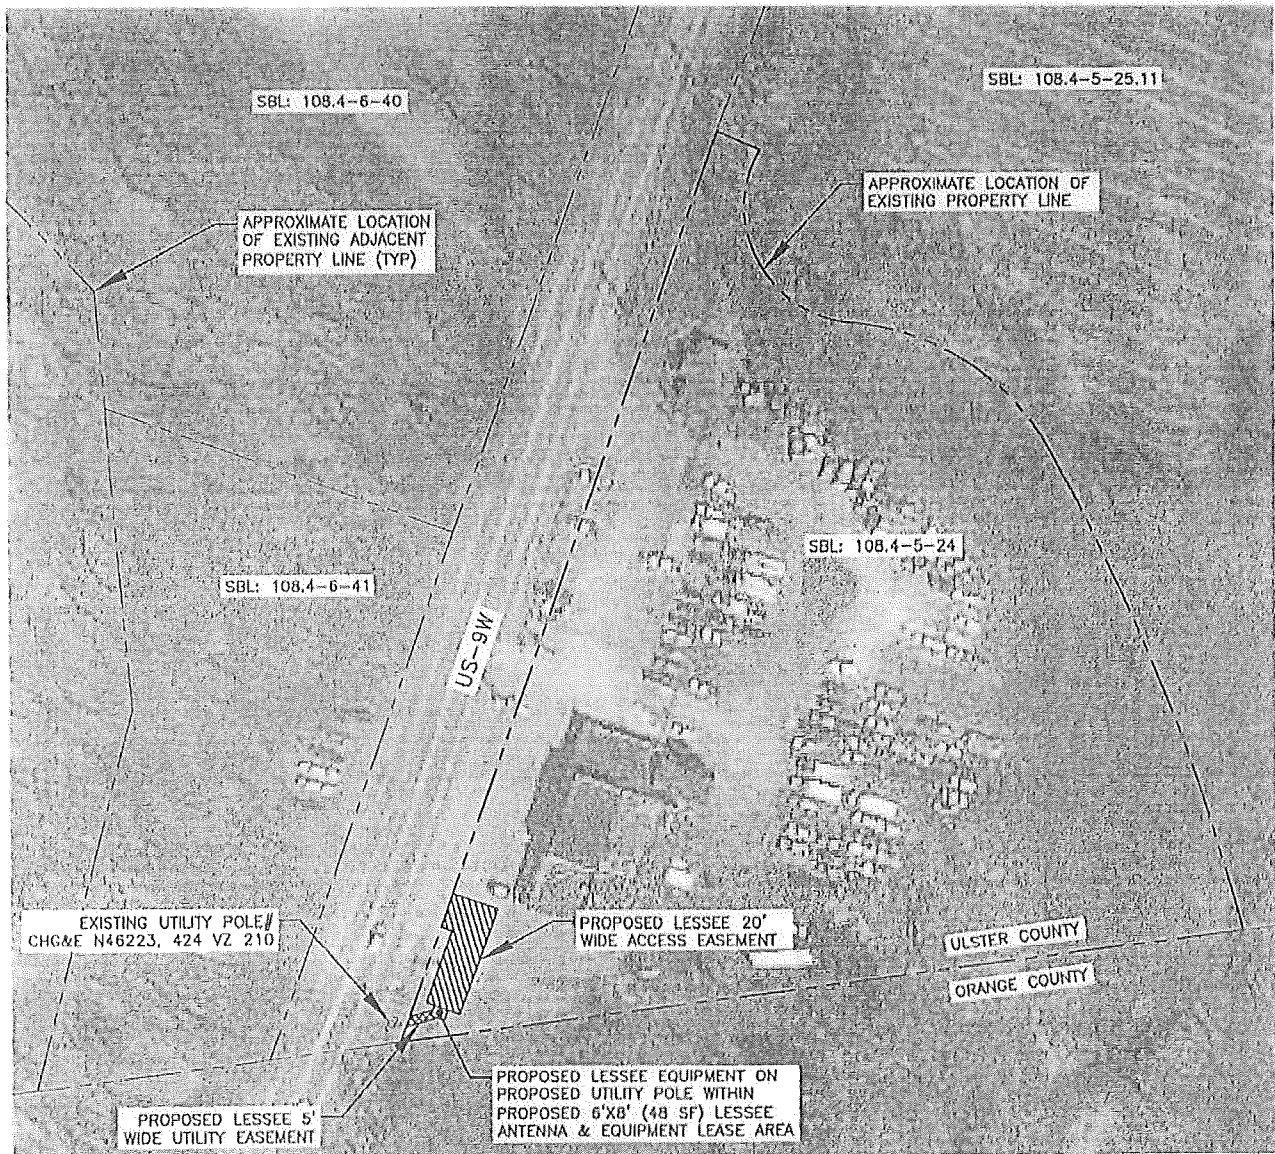 SBL: 108.4-6-40
SBL: 108.4-5-25.11
APPROXIMATE LOCATION OF
EXISTING PROPERTY LINE
APPROXIMATE LOCATION
OF EXISTING ADJACENT
PROPERTY LINE (TYP)
SBL: 108.4-5-24
SBL: 108.4-6-41
US-9W
EXISTING UTILITY POLE#
CHG&E N46223, 424 VZ 210
PROPOSED LESSEE 20'
WIDE ACCESS EASEMENT
ULSTER COUNTY
ORANGE COUNTY
PROPOSED LESSEE EQUIPMENT ON
PROPOSED UTILITY POLE WITHIN
PROPOSED 6'X8' (48 SF) LESSEE
ANTENNA & EQUIPMENT LEASE AREA
PROPOSED LESSEE 5'
WIDE UTILITY EASEMENT